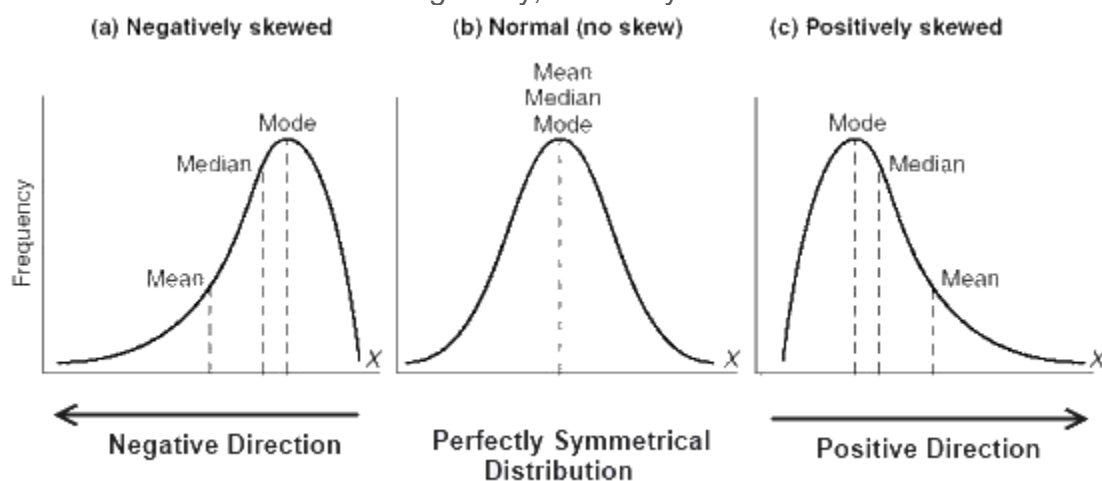 (a) Negatively skewed
(b) Normal (no skew)
(c) Positively skewed
Frequency
Mean
Median
Mode
X
Mean
Median
Mode
X
Mode
Median
Mean
X
Negative Direction
Perfectly Symmetrical
Distribution
Positive Direction